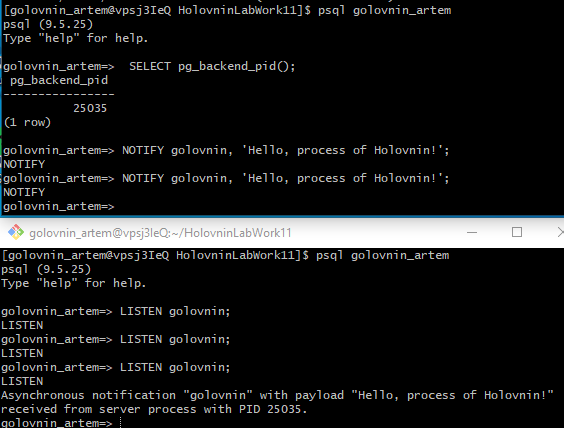 [golovnin_artem@vpsj3IeQ HolovninLabWork11]$ psql golovnin_artem
psql (9.5.25)
Type "help" for help.
golovnin_artem=>  SELECT pg_backend_pid();
 pg_backend_pid
----------------
          25035
(1 row)
golovnin_artem=> NOTIFY golovnin, 'Hello, process of Holovnin!';
NOTIFY
golovnin_artem=> NOTIFY golovnin, 'Hello, process of Holovnin!';
NOTIFY
golovnin_artem=>
golovnin_artem@vpsj3IeQ:~/HolovninLabWork11
[golovnin_artem@vpsj3IeQ HolovninLabWork11]$ psql golovnin_artem
psql (9.5.25)
Type "help" for help.
golovnin_artem=> LISTEN golovnin;
LISTEN
golovnin_artem=> LISTEN golovnin;
LISTEN
golovnin_artem=> LISTEN golovnin;
LISTEN
Asynchronous notification "golovnin" with payload "Hello, process of Holovnin!"
received from server process with PID 25035.
golovnin_artem=>